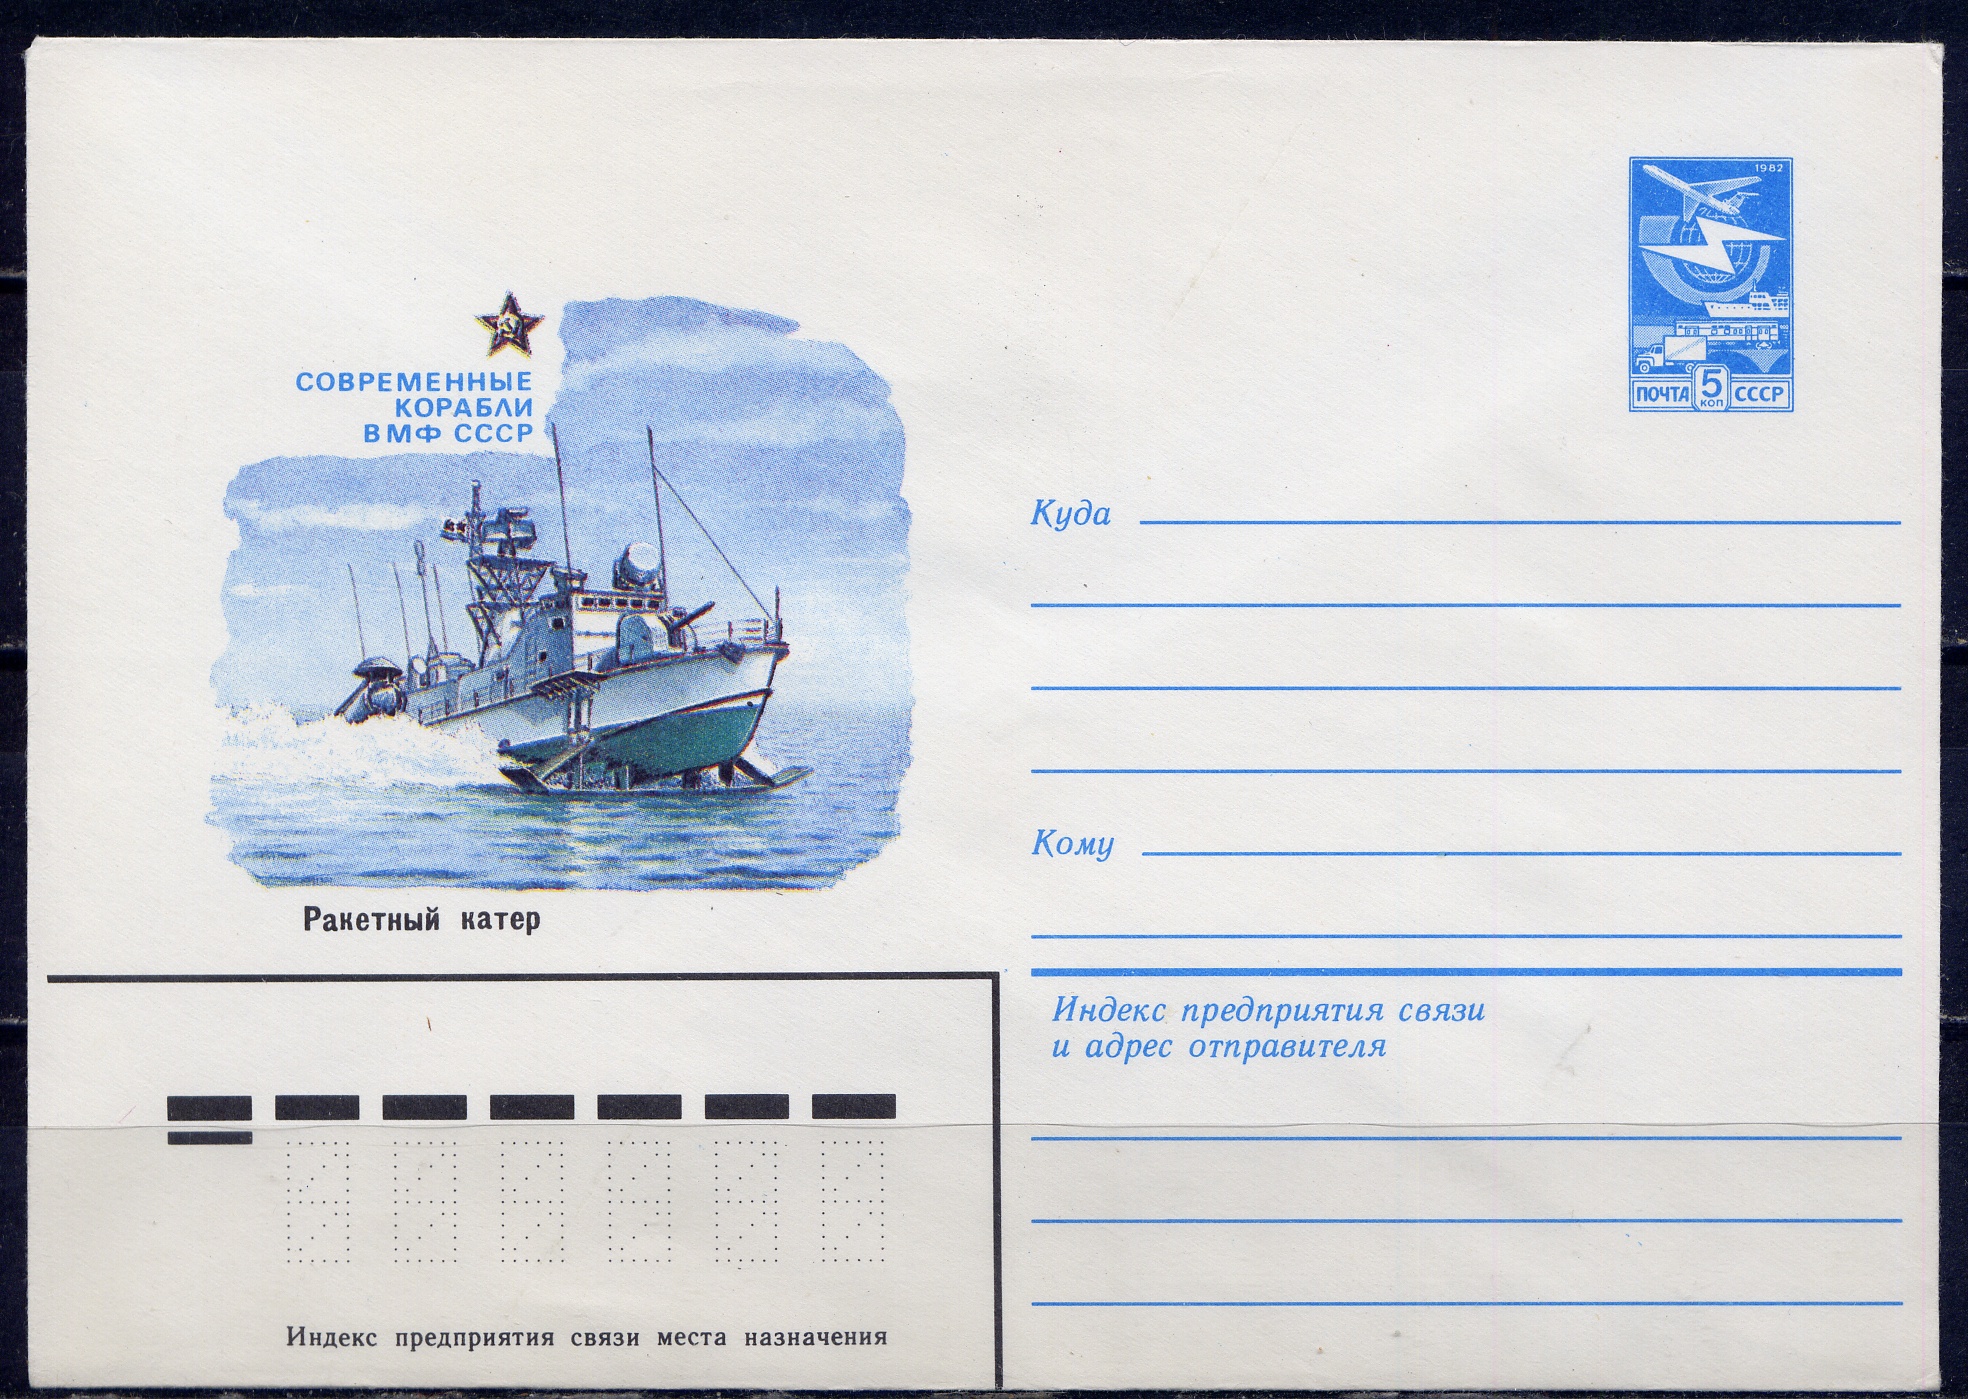 1982
ПОЧТА 5 КОП СССР
СОВРЕМЕННЫЕ
КОРАБЛИ
ВМФ СССР
Ракетный катер
Куда
Кому
Индекс предприятия связи
и адрес отправителя
Индекс предприятия связи места назначения